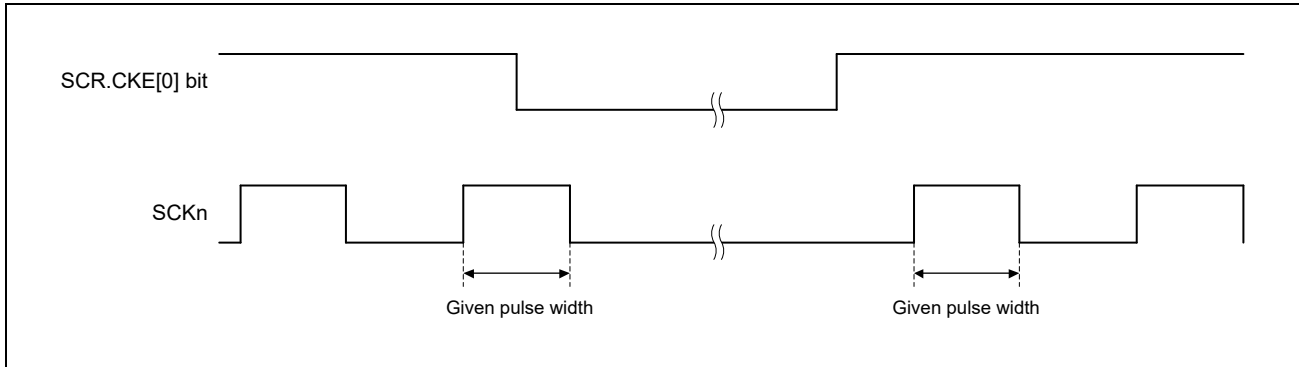 SCR.CKE[0] bit
SCKn
Given pulse width
Given pulse width